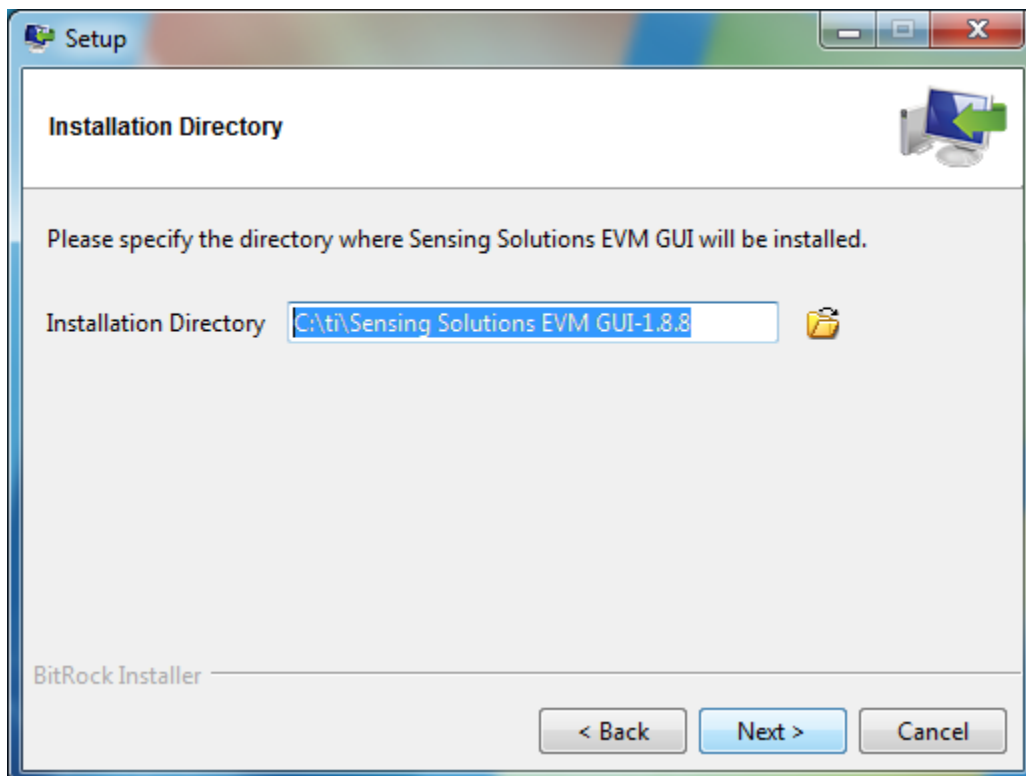 Setup
Installation Directory
Please specify the directory where Sensing Solutions EVM GUI will be installed.
Installation Directory C:\ti\Sensing Solutions EVM GUI-1.8.8
BitRock Installer
< Back Next > Cancel